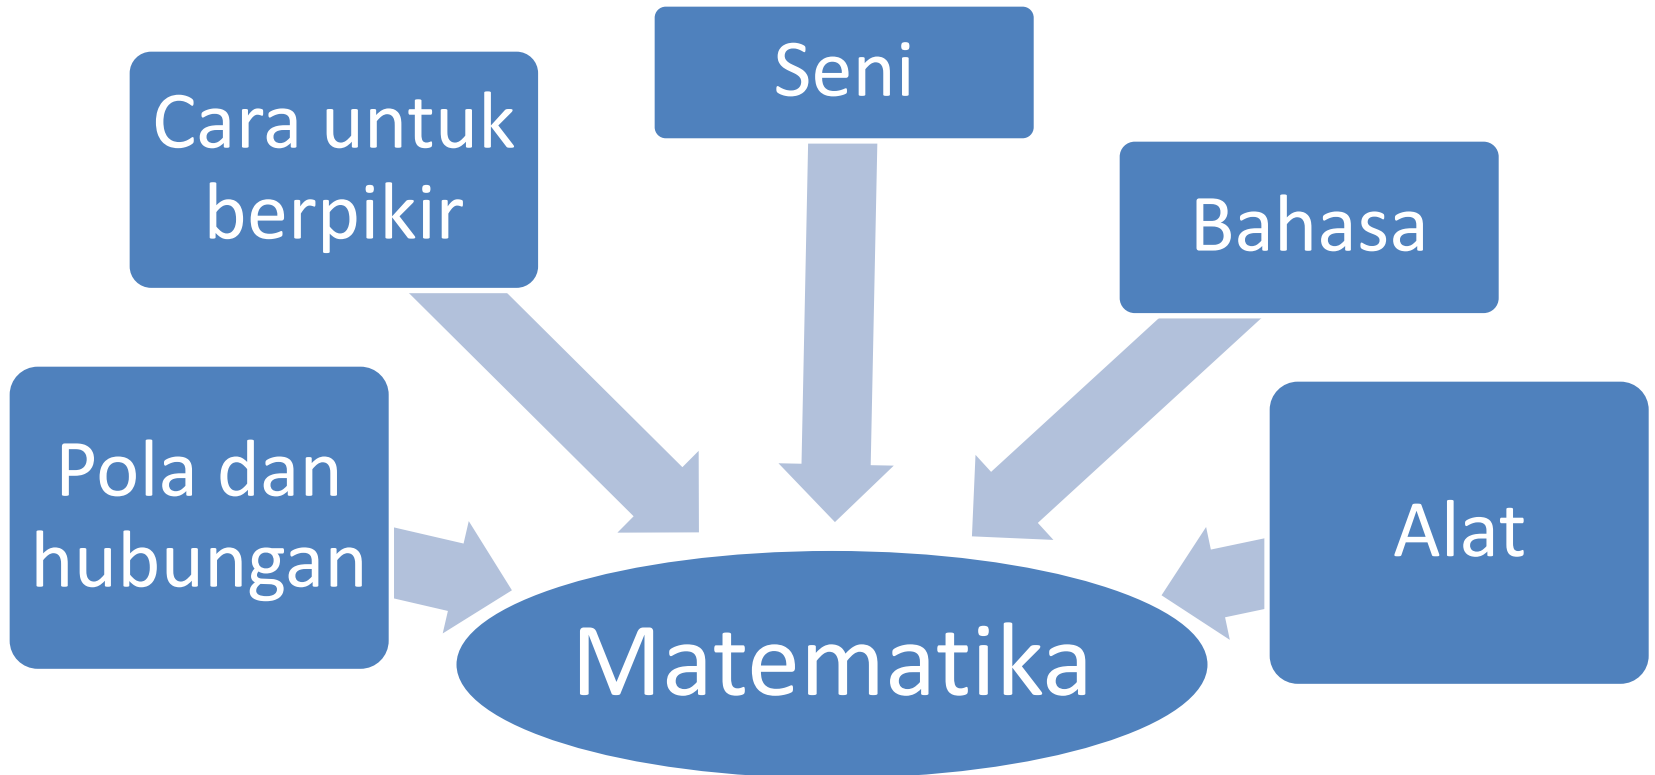 Seni
Cara untuk
berpikir
Bahasa
Pola dan
hubungan
Alat
Matematika